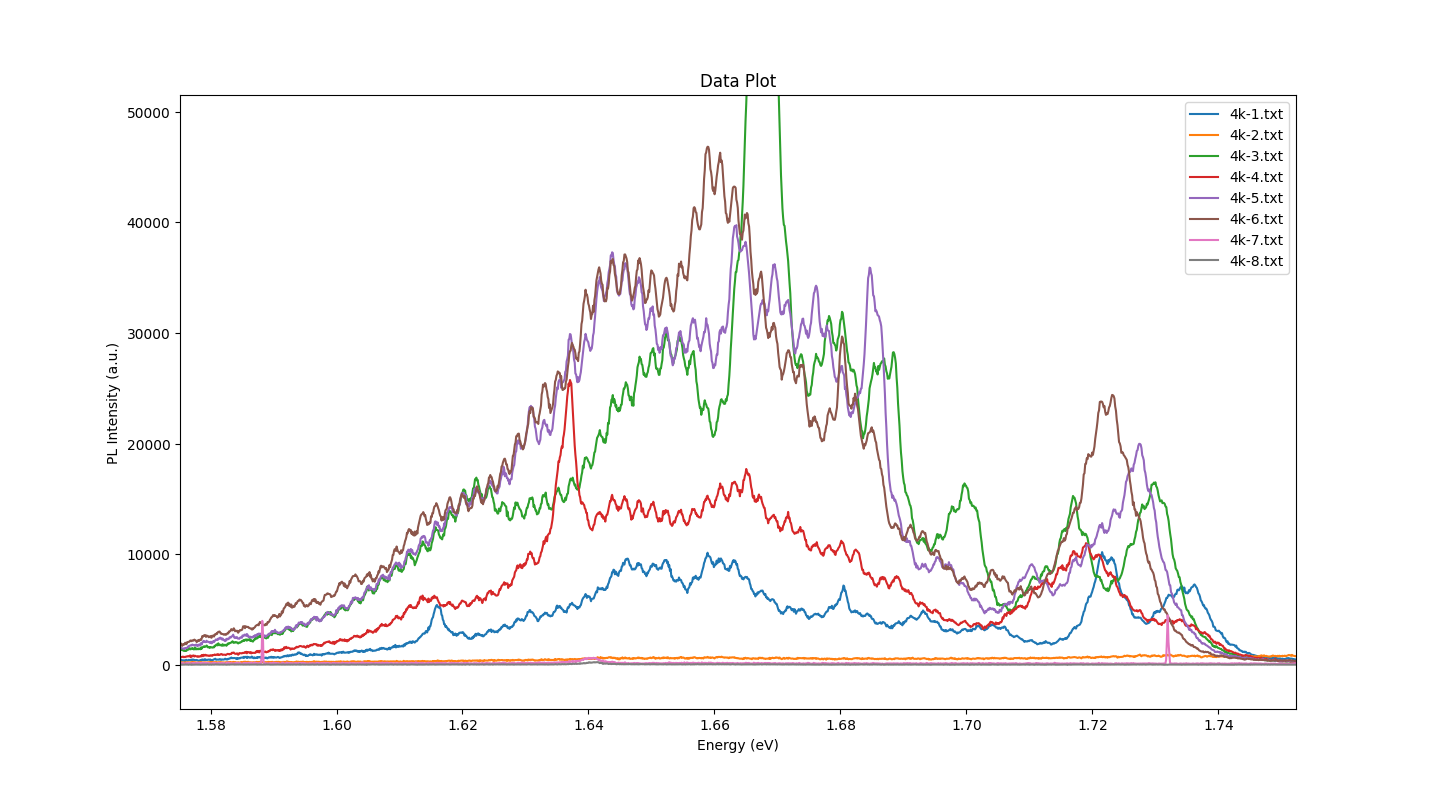 Data Plot
50000
40000
30000
20000
10000
0
PL Intensity (a.u.)
4k-1.txt
4k-2.txt
4k-3.txt
4k-4.txt
4k-5.txt
4k-6.txt
4k-7.txt
4k-8.txt
1.58 1.60 1.62 1.64 1.66 1.68 1.70 1.72 1.74
Energy (eV)